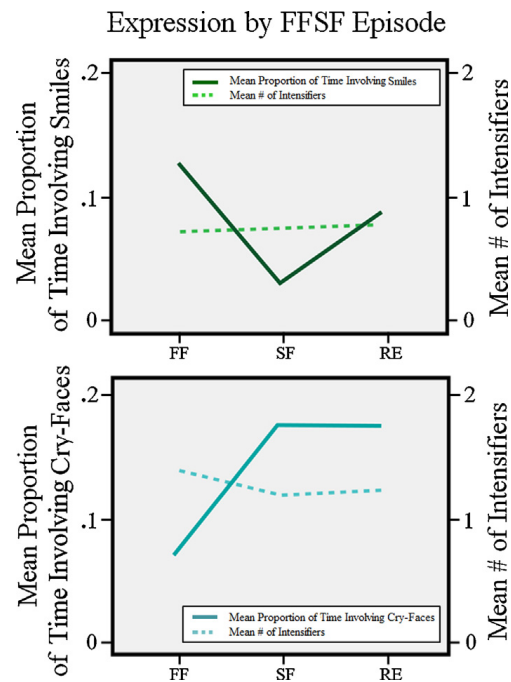 Expression by FFSF Episode
Mean Proportion
of Time Involving Smiles
.2
.1
0
Mean Proportion of Time Involving Smiles
Mean # of Intensifiers
2
1
0
Mean # of Intensifiers
FF SF RE
Mean Proportion
of Time Involving Cry-Faces
.2
.1
0
Mean Proportion of Time Involving Cry-Faces
Mean # of Intensifiers
2
1
0
Mean # of Intensifiers
FF SF RE